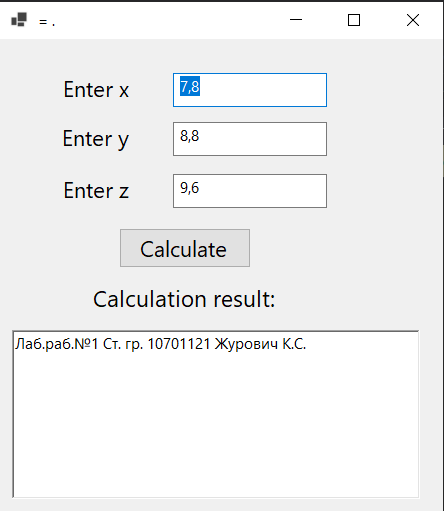 = .
Enter x
7,8
Enter y
8,8
Enter z
9,6
Calculate
Calculation result:
Лаб.раб.№1 Ст. гр. 10701121 Журович К.С.